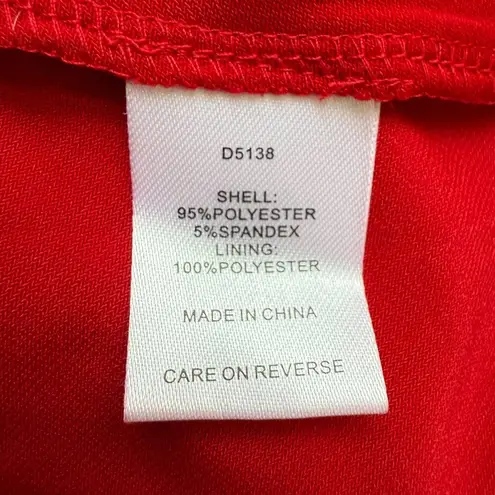 D5138
SHELL:
95%POLYESTER
5%SPANDEX
LINING:
100%POLYESTER
MADE IN CHINA
CARE ON REVERSE